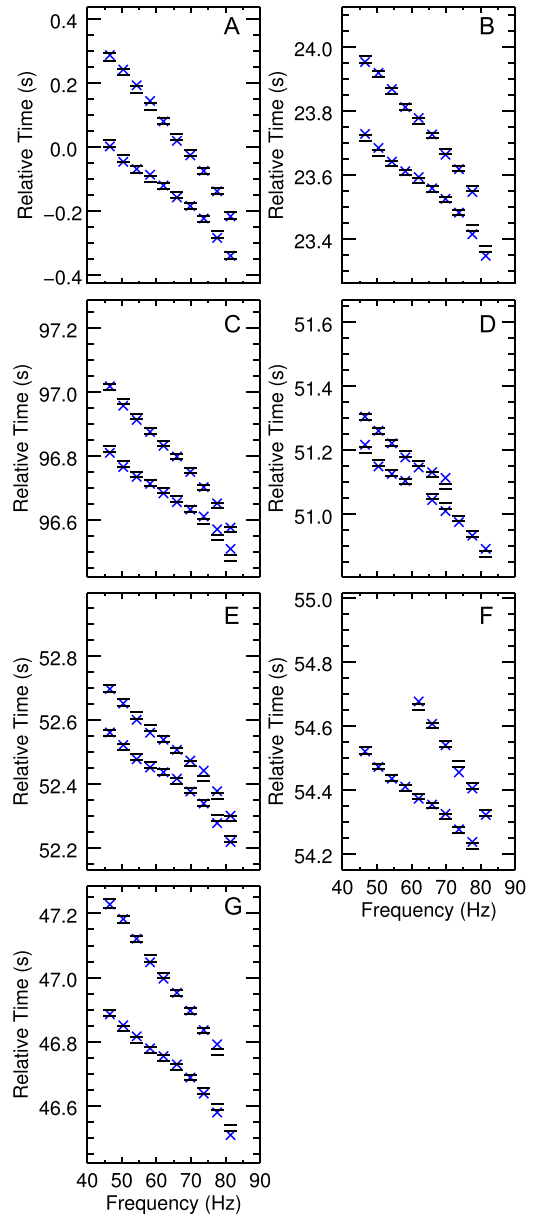 A
0.4
0.2
0.0
−0.2
−0.4
Relative Time (s)
B
24.0
23.8
23.6
23.4
Relative Time (s)
C
97.2
97.0
96.8
96.6
Relative Time (s)
D
51.6
51.4
51.2
51.0
Relative Time (s)
E
52.8
52.6
52.4
52.2
Relative Time (s)
F
55.0
54.8
54.6
54.4
54.2
Relative Time (s)
40 50 60 70 80 90
Frequency (Hz)
G
47.2
47.0
46.8
46.6
Relative Time (s)
40 50 60 70 80 90
Frequency (Hz)